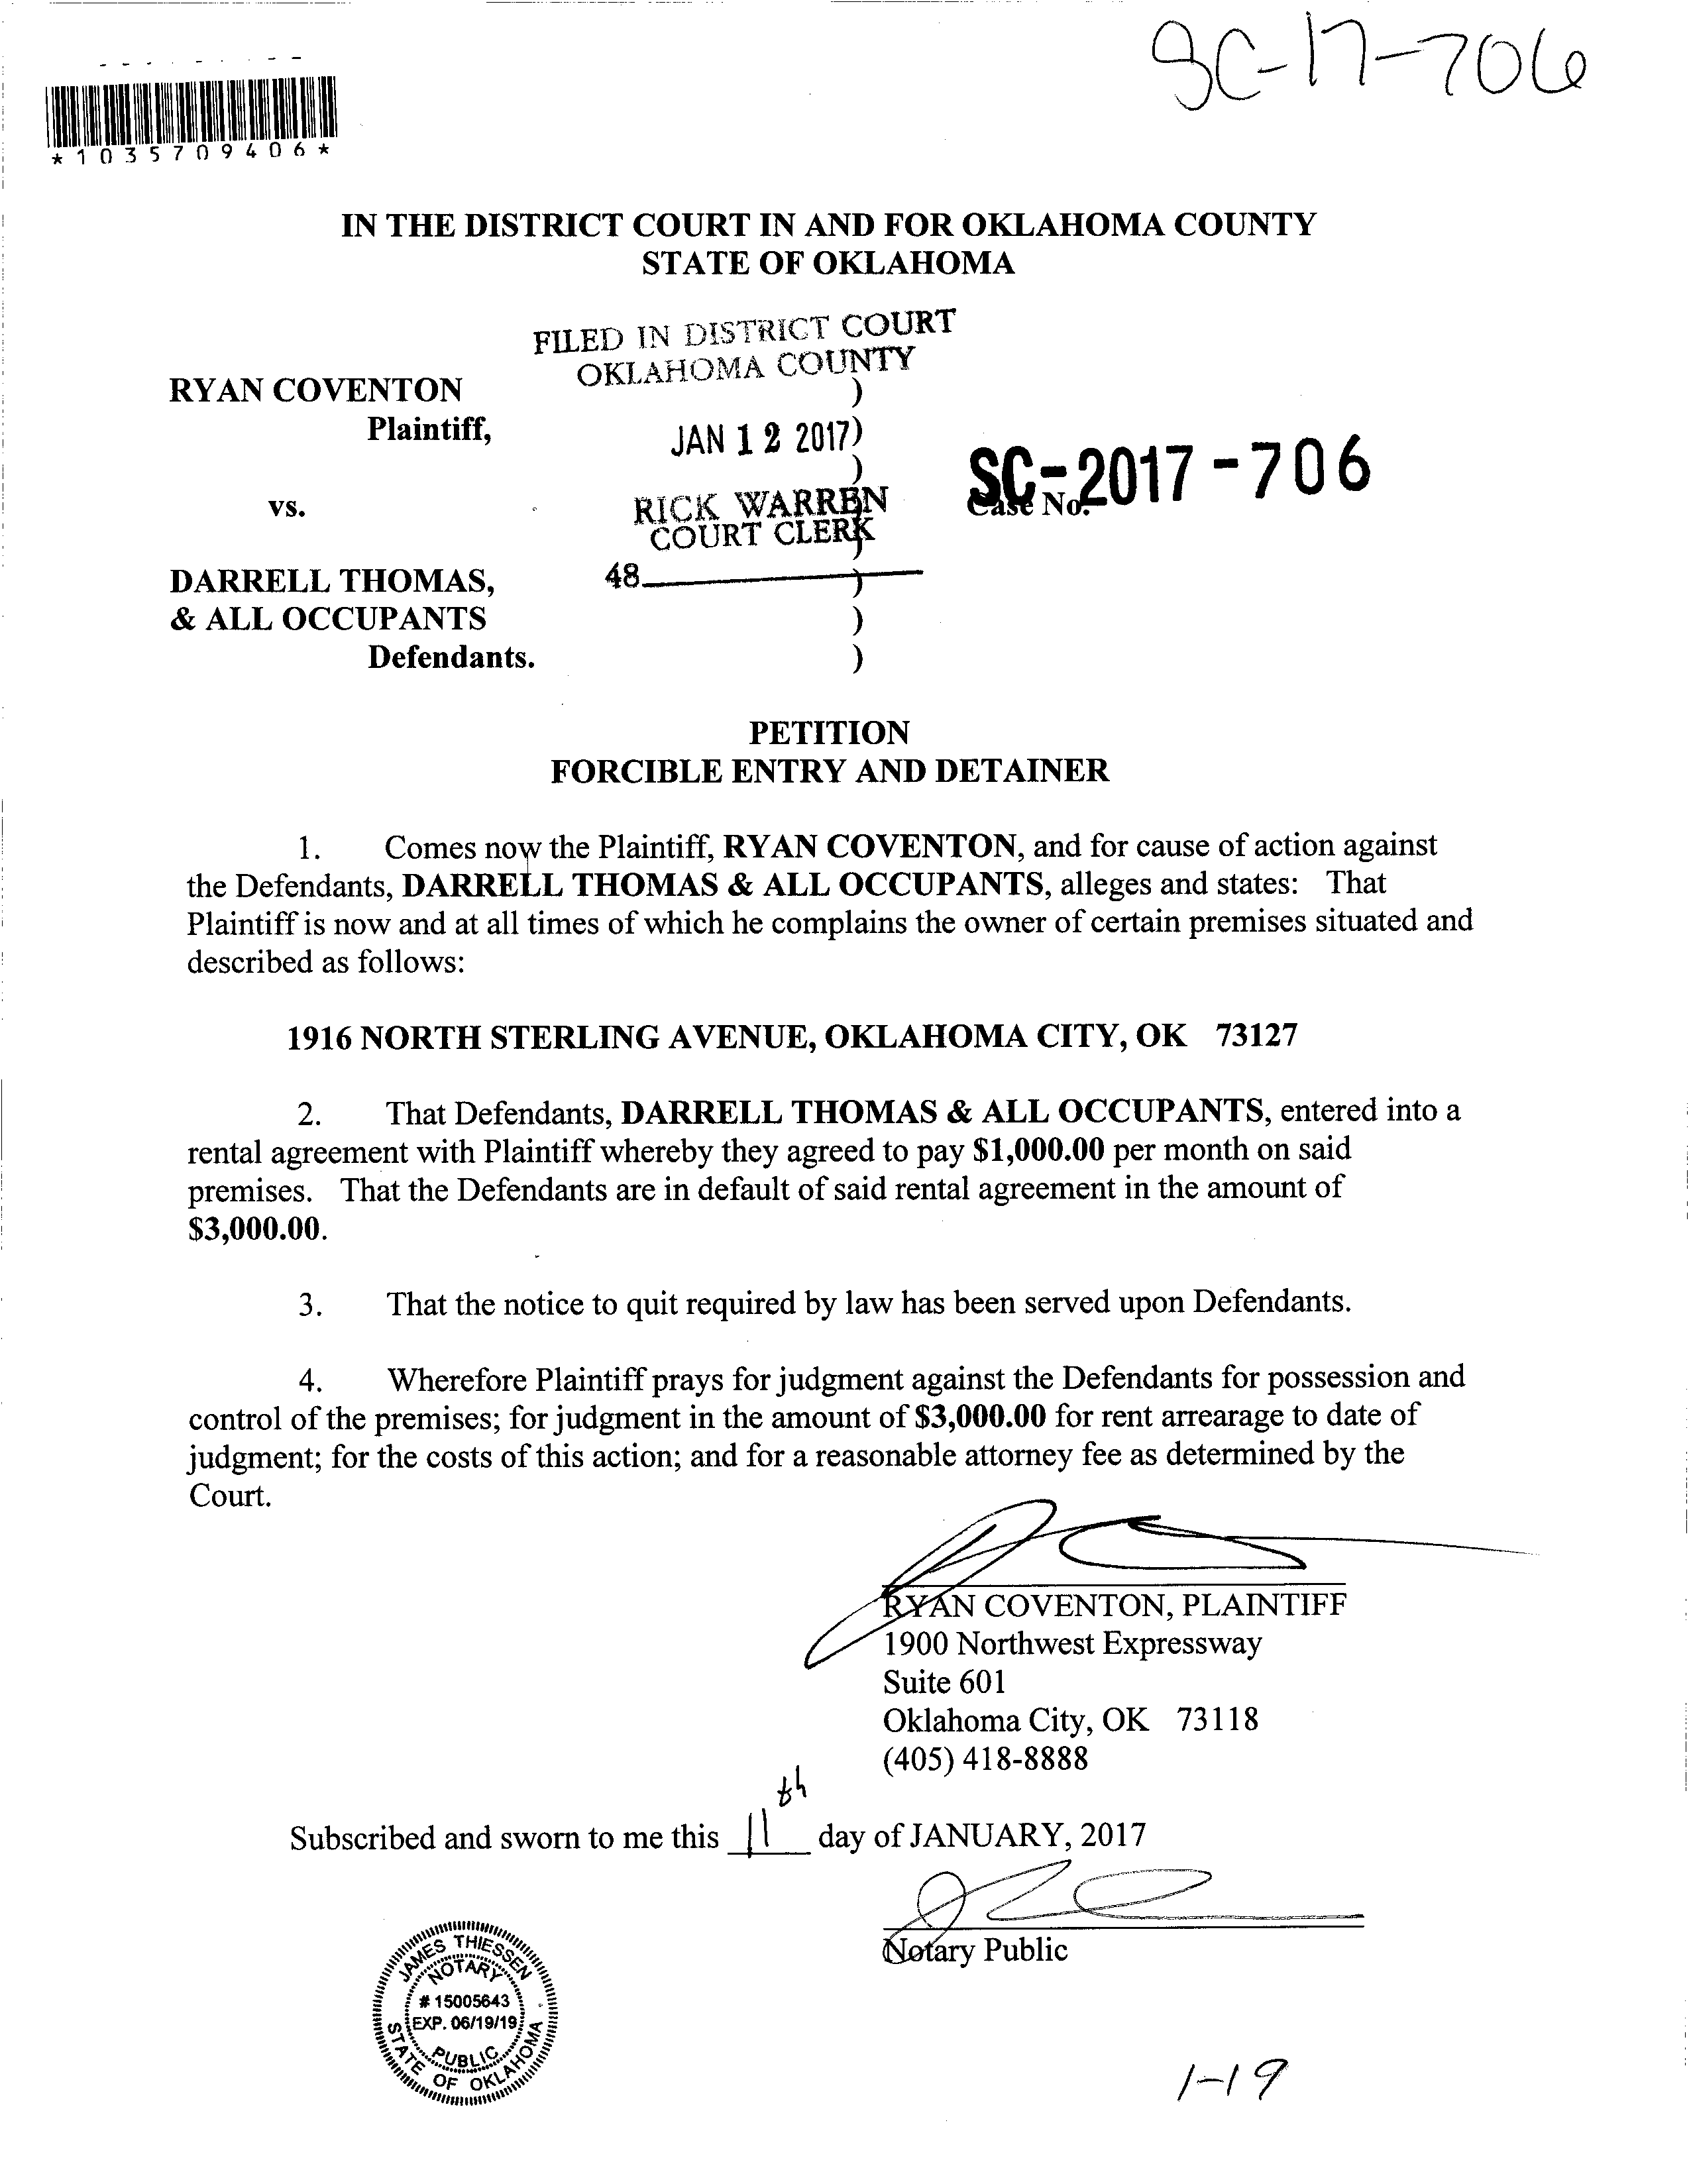 SC-17-706
*1035709406*
IN THE DISTRICT COURT IN AND FOR OKLAHOMA COUNTY
STATE OF OKLAHOMA
FILED IN DISTRICT COURT
OKLAHOMA COUNTY
RYAN COVENTON )
Plaintiff, JAN 12 2017 )
)
vs. RICK WARREN SC-2017-706
Case No.
COURT CLERK )
48 )
DARRELL THOMAS,
& ALL OCCUPANTS )
Defendants. )
PETITION
FORCIBLE ENTRY AND DETAINER
1. Comes now the Plaintiff, RYAN COVENTON, and for cause of action against
the Defendants, DARRELL THOMAS & ALL OCCUPANTS, alleges and states: That
Plaintiff is now and at all times of which he complains the owner of certain premises situated and
described as follows:
1916 NORTH STERLING AVENUE, OKLAHOMA CITY, OK 73127
2. That Defendants, DARRELL THOMAS & ALL OCCUPANTS, entered into a
rental agreement with Plaintiff whereby they agreed to pay $1,000.00 per month on said
premises. That the Defendants are in default of said rental agreement in the amount of
$3,000.00.
3. That the notice to quit required by law has been served upon Defendants.
4. Wherefore Plaintiff prays for judgment against the Defendants for possession and
control of the premises; for judgment in the amount of $3,000.00 for rent arrearage to date of
judgment; for the costs of this action; and for a reasonable attorney fee as determined by the
Court.
RYAN COVENTON, PLAINTIFF
1900 Northwest Expressway
Suite 601
Oklahoma City, OK 73118
(405) 418-8888
Subscribed and sworn to me this 11th day of JANUARY, 2017
Notary Public
JAMES THIESSEN
NOTARY
# 15005643
EXP. 06/19/19
PUBLIC
STATE OF OKLAHOMA
1-19